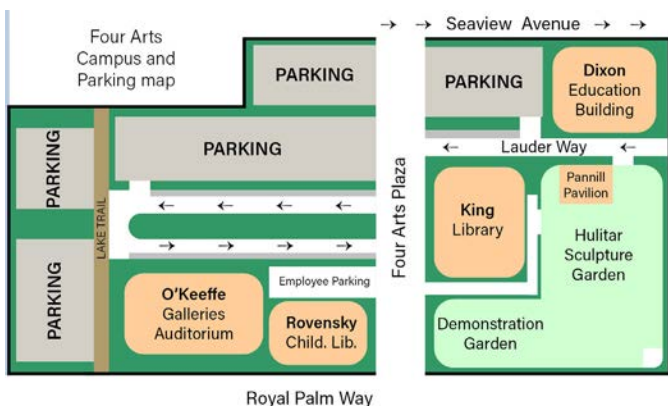 → → Seaview Avenue → →
Four Arts
Campus and
Parking map
PARKING
PARKING
Dixon
Education
Building
PARKING
PARKING
← ← Lauder Way ←
Pannill
Pavilion
LAKE TRAIL
← ← ← ←
→ → → →
Four Arts Plaza
King
Library
Hulitar
Sculpture
Garden
PARKING
Employee Parking
O'Keeffe
Galleries
Auditorium
Rovensky
Child. Lib.
Demonstration
Garden
Royal Palm Way